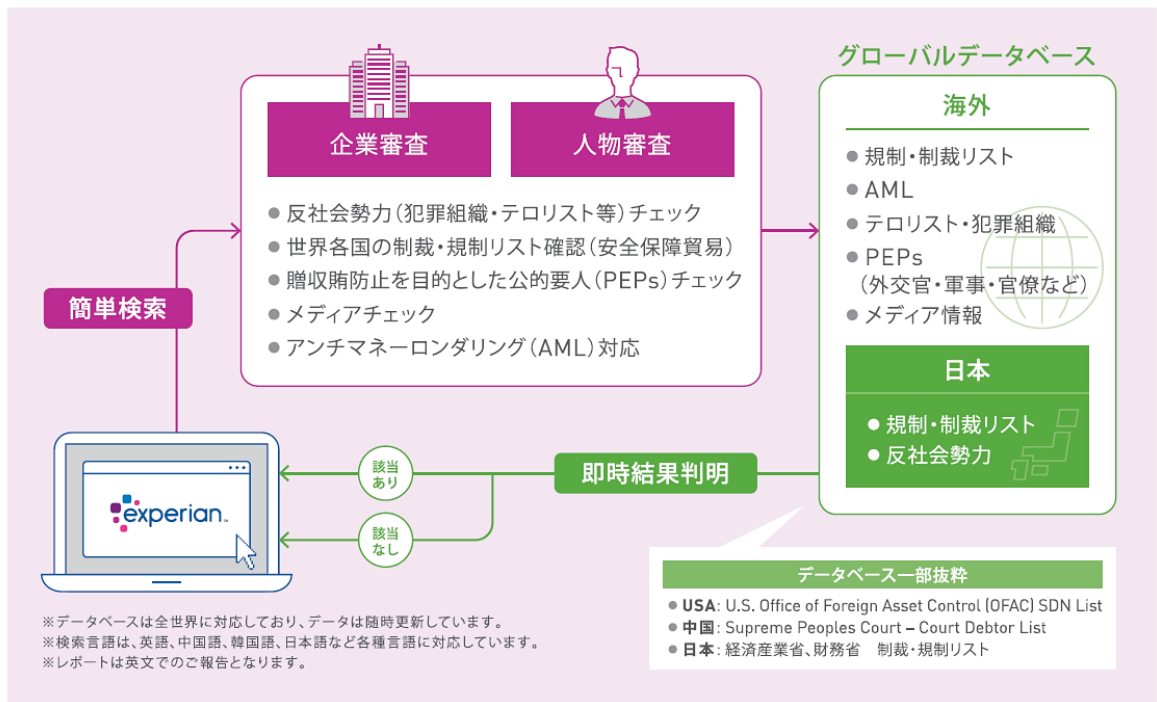 グローバルデータベース
企業審査
人物審査
● 反社会勢力（犯罪組織・テロリスト等）チェック
● 世界各国の制裁・規制リスト確認（安全保障貿易）
● 贈収賄防止を目的とした公的要人（PEPs）チェック
● メディアチェック
● アンチマネーロンダリング（AML）対応
海外
● 規制・制裁リスト
● AML
● テロリスト・犯罪組織
● PEPs
（外交官・軍事・官僚など）
● メディア情報
日本
● 規制・制裁リスト
● 反社会勢力
簡単検索
即時結果判明
該当
あり
該当
なし
experian™
データベース一部抜粋
● USA: U.S. Office of Foreign Asset Control (OFAC) SDN List
● 中国: Supreme Peoples Court – Court Debtor List
● 日本: 経済産業省、財務省　制裁・規制リスト
※データベースは全世界に対応しており、データは随時更新しています。
※検索言語は、英語、中国語、韓国語、日本語など各種言語に対応しています。
※レポートは英文でのご報告となります。